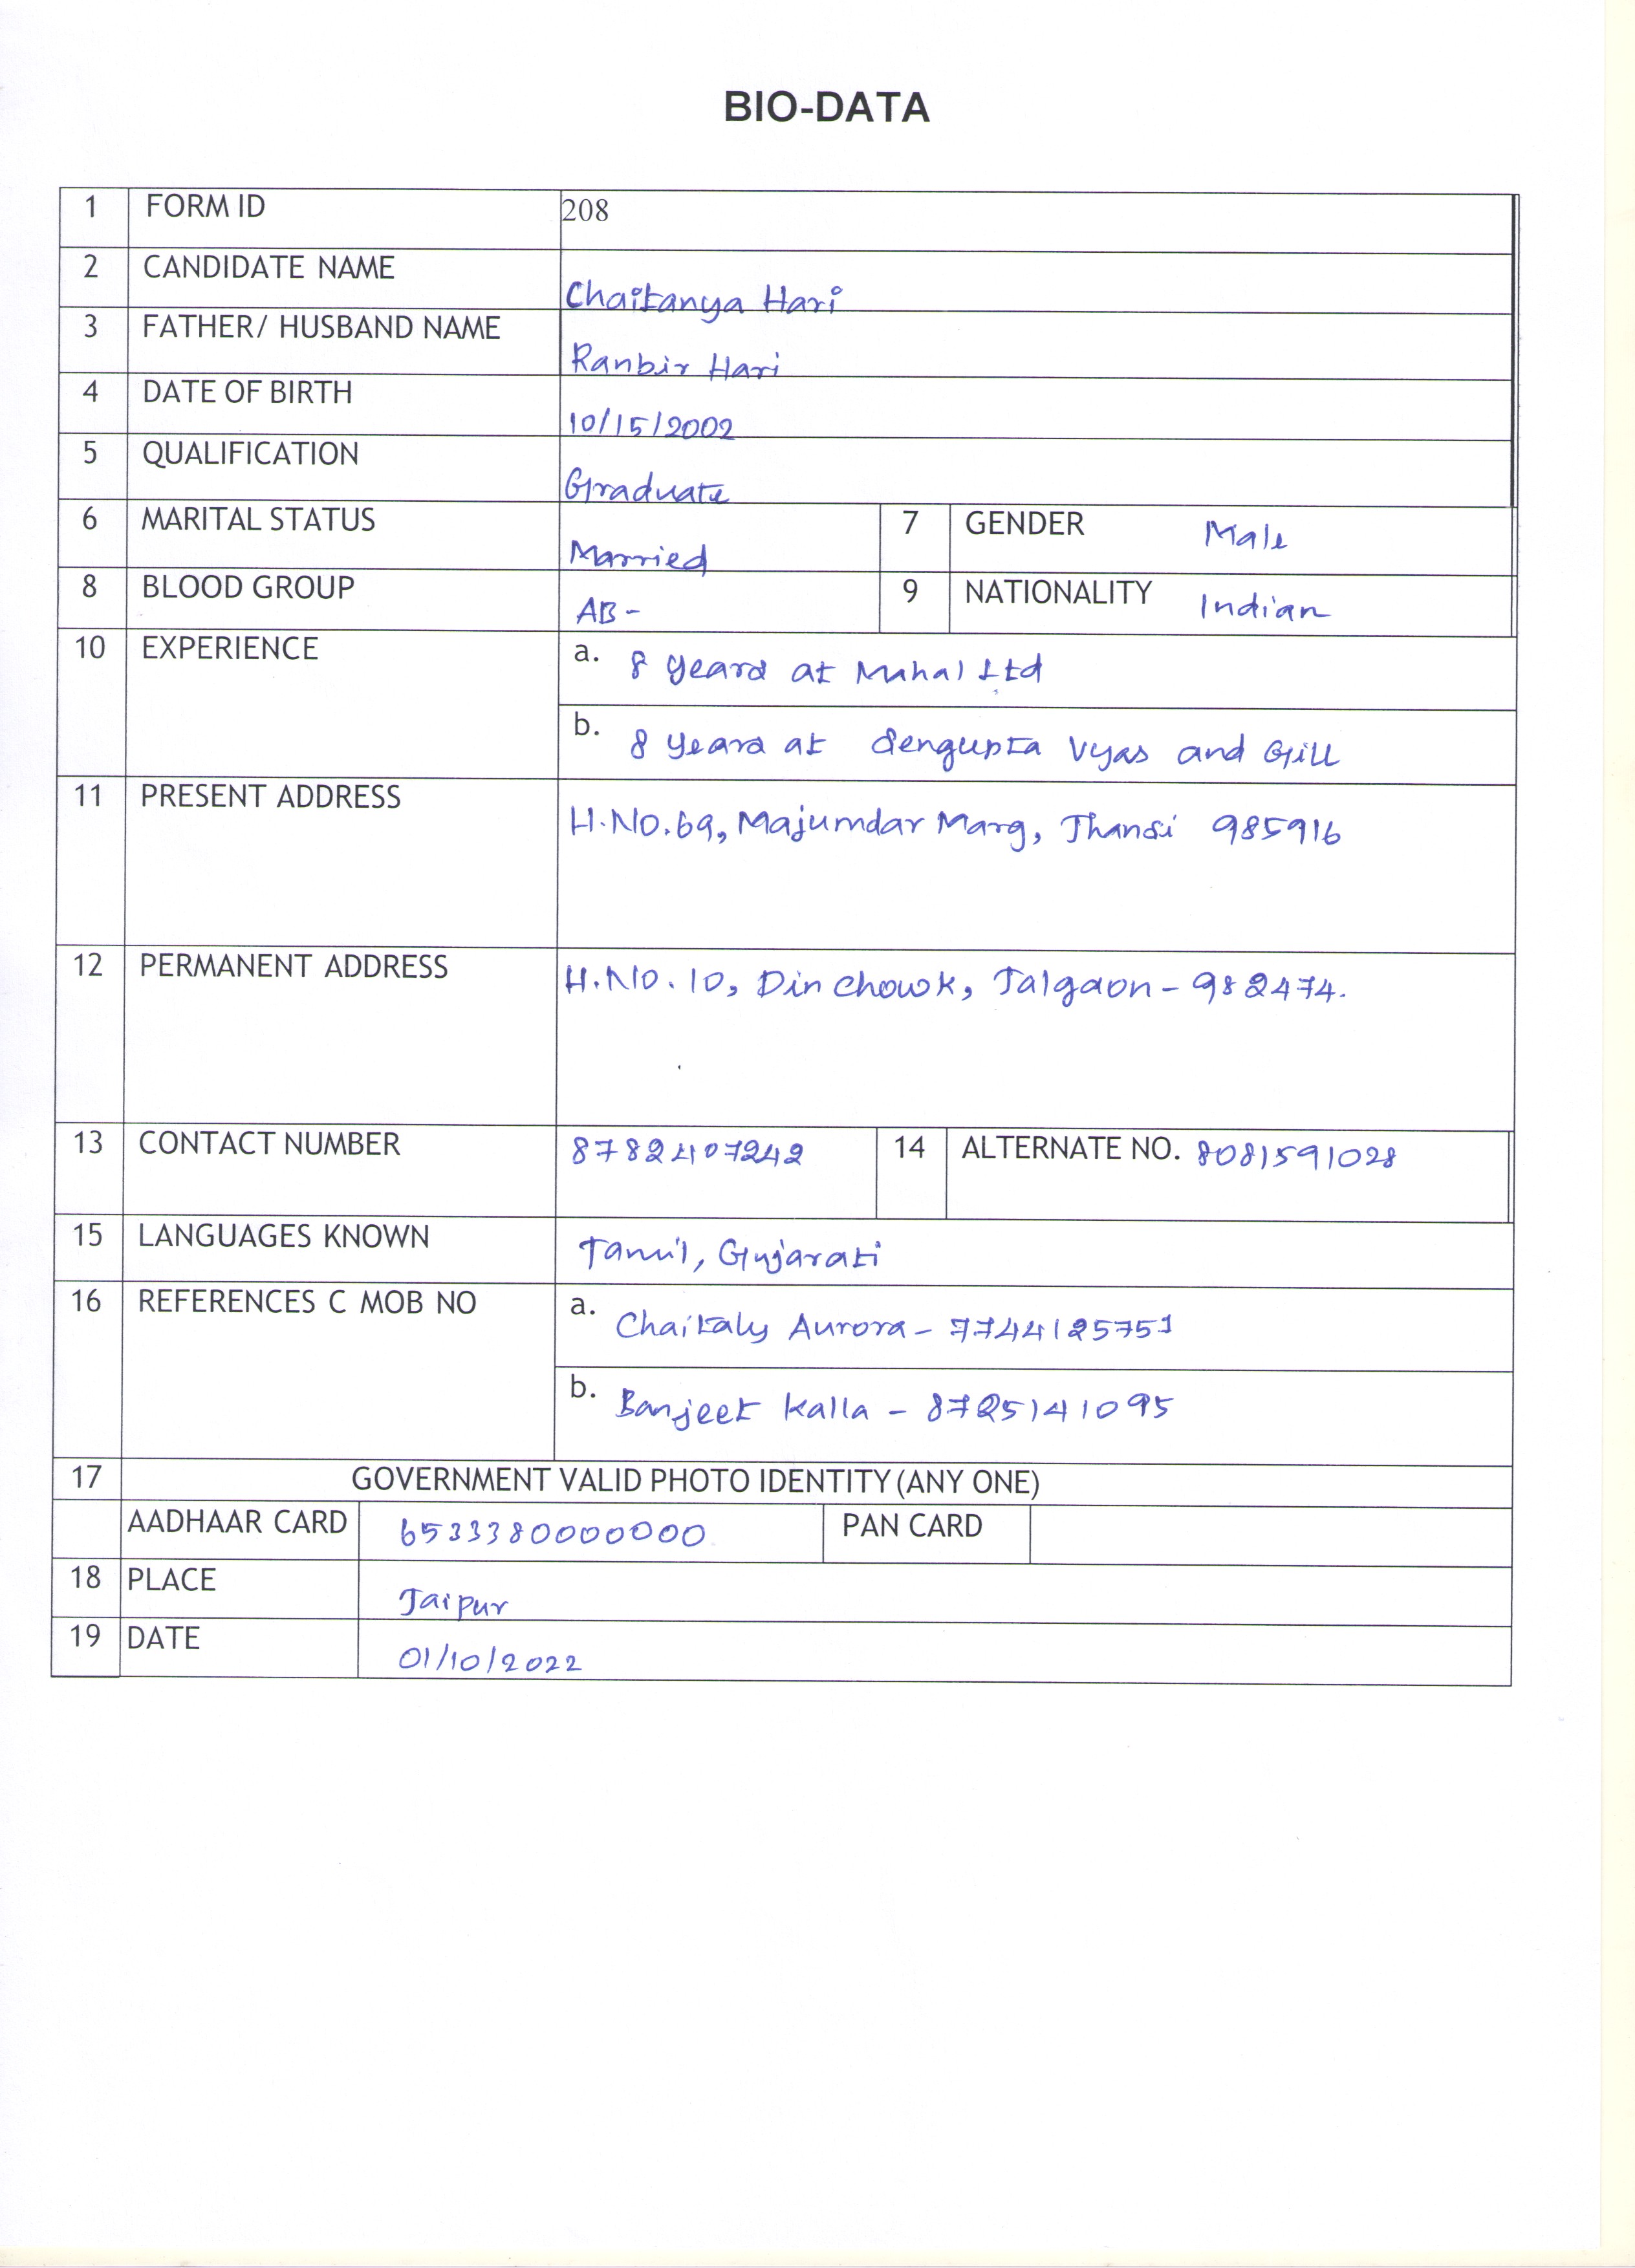 BIO-DATA
1 FORM ID 208
2 CANDIDATE NAME Chaitanya Hari
3 FATHER/ HUSBAND NAME Ranbir Hari
4 DATE OF BIRTH 10/15/2002
5 QUALIFICATION Graduate
6 MARITAL STATUS Married 7 GENDER Male
8 BLOOD GROUP AB- 9 NATIONALITY Indian
10 EXPERIENCE a. 8 years at Mahal Ltd
b. 8 years at Sengupta Vyas and Gill
11 PRESENT ADDRESS H.No.69, Majumdar Marg, Jhansi 985916
12 PERMANENT ADDRESS H.No. 10, Din Chowk, Jalgaon - 982474.
13 CONTACT NUMBER 8782407242 14 ALTERNATE NO. 8081591028
15 LANGUAGES KNOWN Tamil, Gujarati
16 REFERENCES C MOB NO a. Chaitaly Aurora - 7744125751
b. Banjeet Kalla - 8725141095
17 GOVERNMENT VALID PHOTO IDENTITY (ANY ONE)
AADHAAR CARD 6533380000000 PAN CARD
18 PLACE Jaipur
19 DATE 01/10/2022